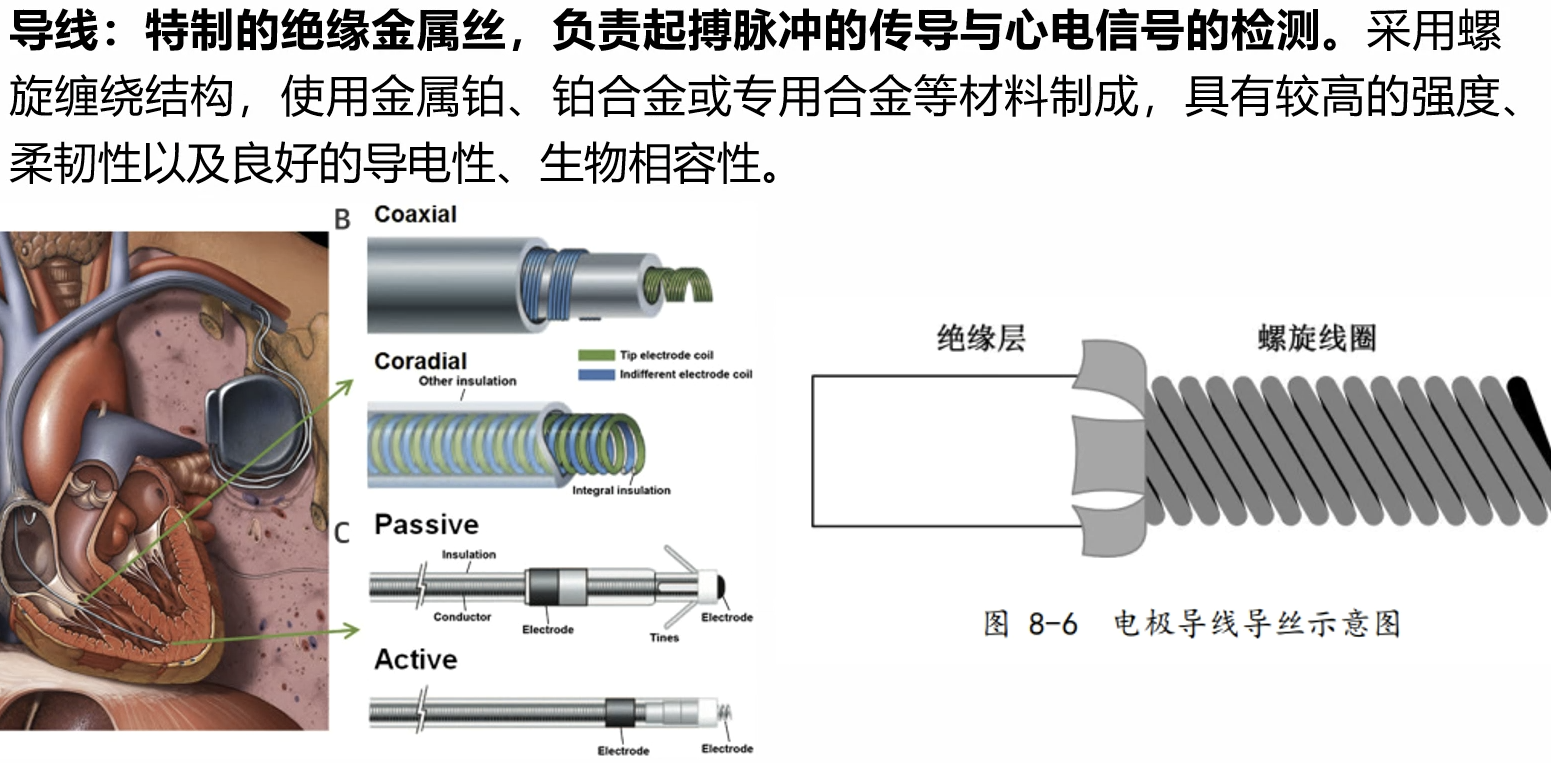 导线：特制的绝缘金属丝，负责起搏脉冲的传导与心电信号的检测。采用螺
旋缠绕结构，使用金属铂、铂合金或专用合金等材料制成，具有较高的强度、
柔韧性以及良好的导电性、生物相容性。
B
Coaxial
Tip electrode coil
Indifferent electrode coil
Coradial
Other insulation
Integral insulation
C
Passive
Insulation
Conductor
Electrode
Tines
Electrode
Active
Electrode
Electrode
绝缘层
螺旋线圈
图 8-6 电极导线导丝示意图